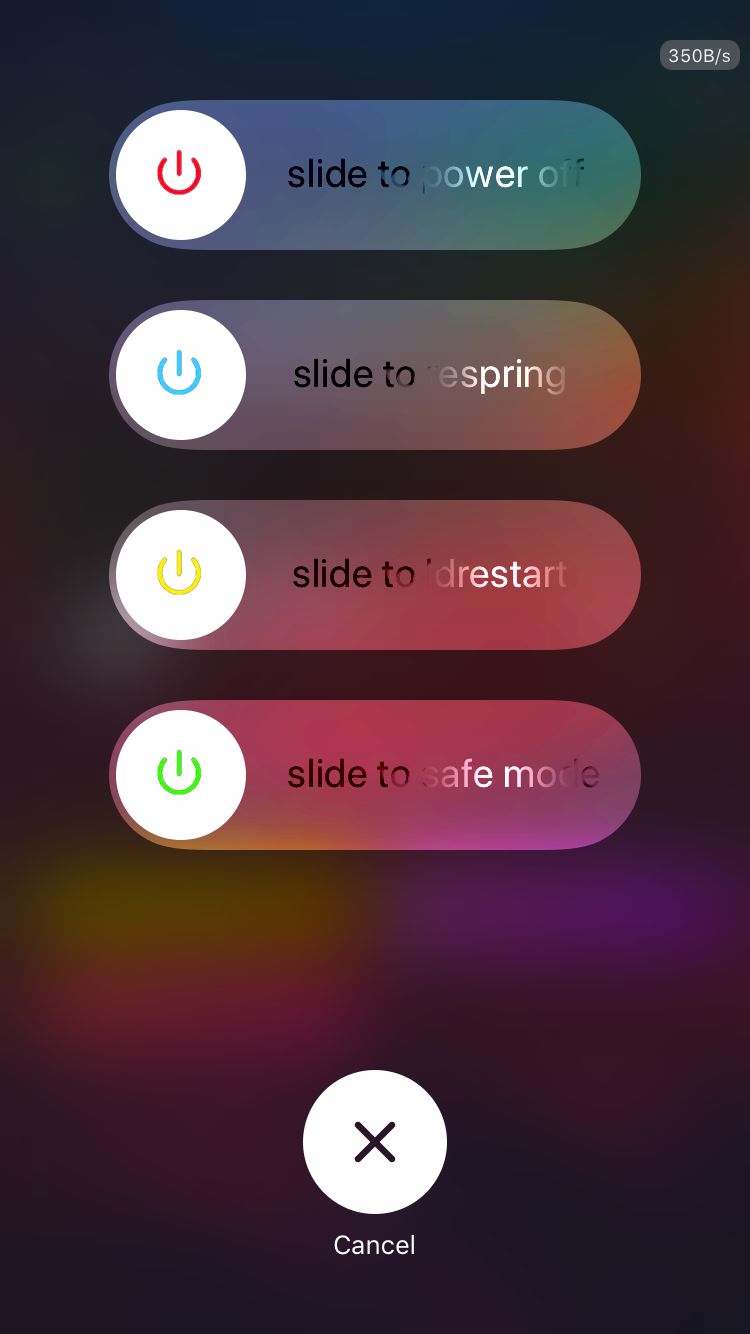 350B/s
slide to power off
slide to respring
slide to ldrestart
slide to safe mode
Cancel